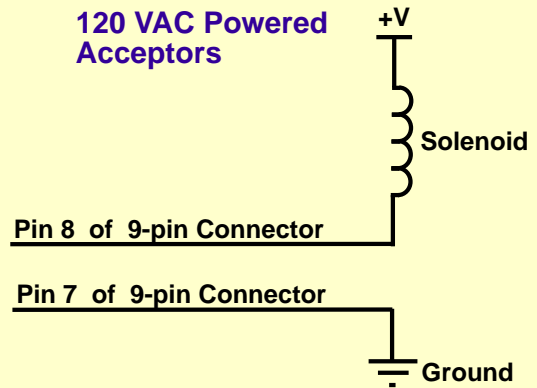 120 VAC Powered
Acceptors
+V
Solenoid
Pin 8 of 9-pin Connector
Pin 7 of 9-pin Connector
Ground